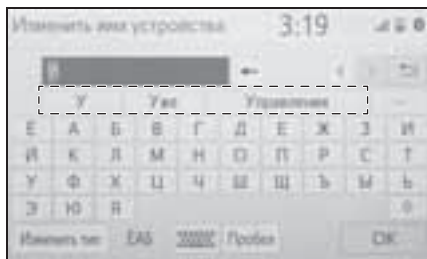 Изменить имя устройства 3:19
У Уже Управление
Е А Б В Г Д Е Ж З И
Й К Л М Н О П Р С Т
У Ф Х Ц Ч Ш Щ Ъ Ы Ь
Э Ю Я
Изменить тип Пробел OK